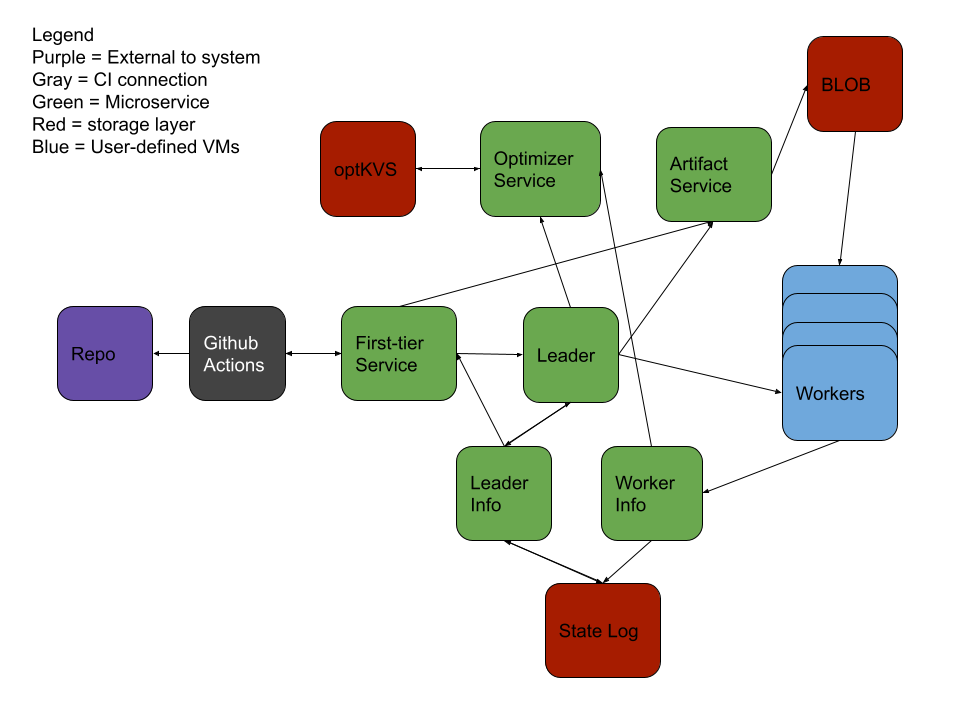 Legend
Purple = External to system
Gray = CI connection
Green = Microservice
Red = storage layer
Blue = User-defined VMs
BLOB
optKVS
Optimizer
Service
Artifact
Service
Repo
Github
Actions
First-tier
Service
Leader
Workers
Leader
Info
Worker
Info
State Log